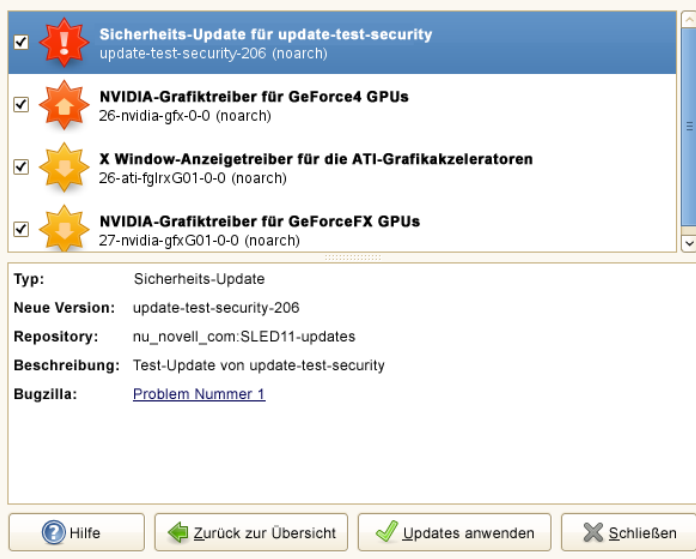 Sicherheits-Update für update-test-security
update-test-security-206 (noarch)
NVIDIA-Grafiktreiber für GeForce4 GPUs
26-nvidia-gfx-0-0 (noarch)
X Window-Anzeigetreiber für die ATI-Grafikakzeleratoren
26-ati-fglrxG01-0-0 (noarch)
NVIDIA-Grafiktreiber für GeForceFX GPUs
27-nvidia-gfxG01-0-0 (noarch)
Typ: Sicherheits-Update
Neue Version: update-test-security-206
Repository: nu_novell_com:SLED11-updates
Beschreibung: Test-Update von update-test-security
Bugzilla: Problem Nummer 1
Hilfe Zurück zur Übersicht Updates anwenden Schließen